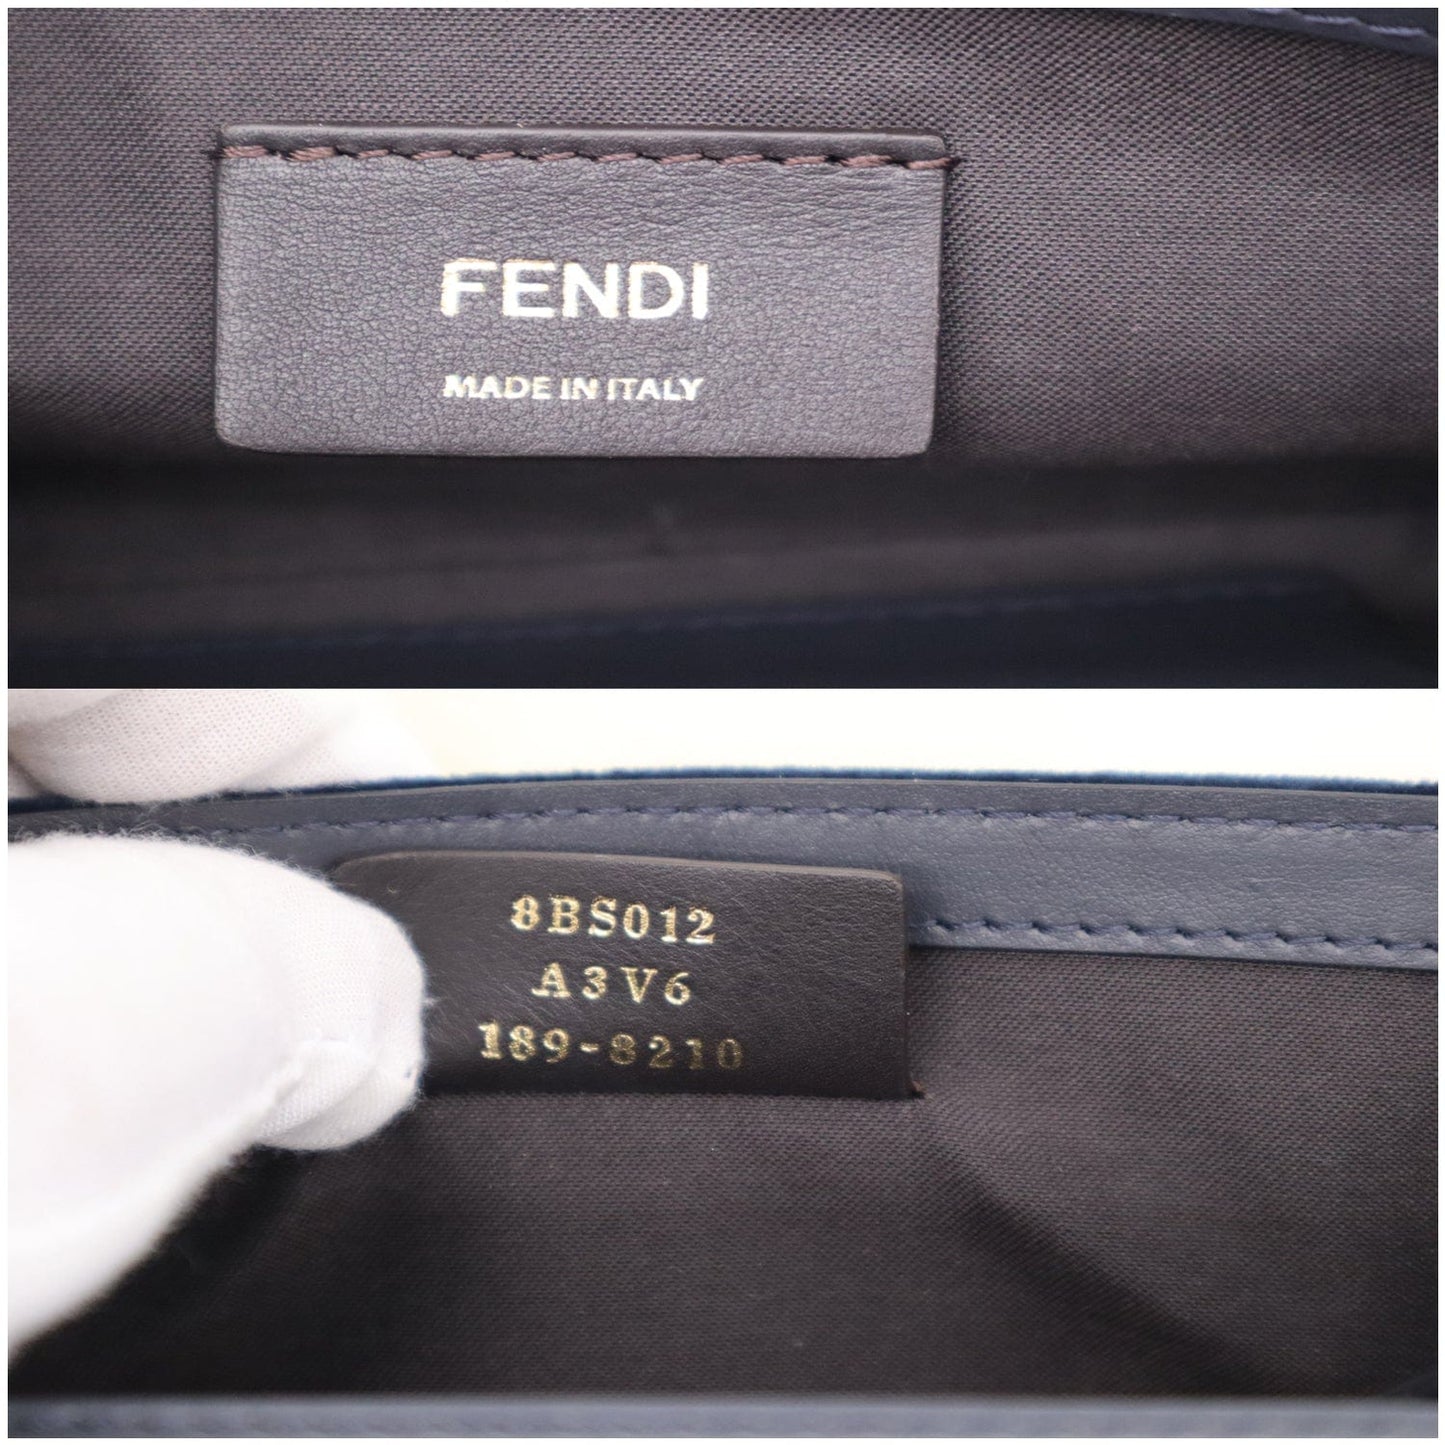 FENDI
MADE IN ITALY
8BS012
A3V6
189-8210